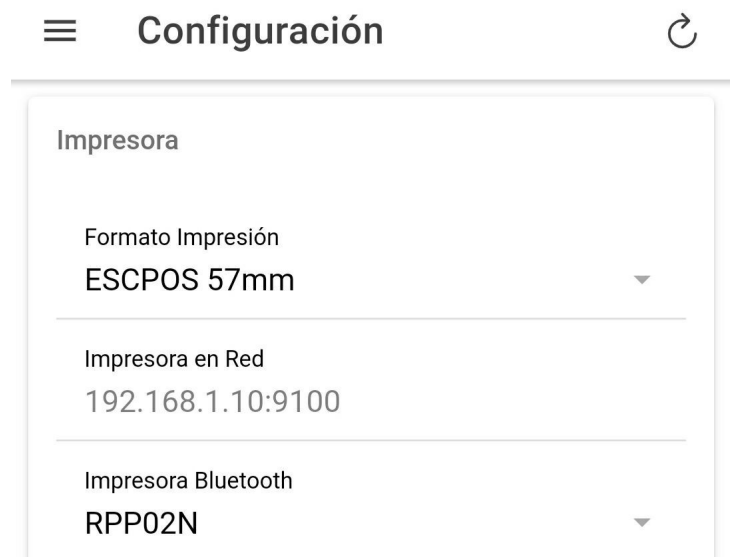 Configuración
Impresora
Formato Impresión
ESCPOS 57mm
Impresora en Red
192.168.1.10:9100
Impresora Bluetooth
RPP02N